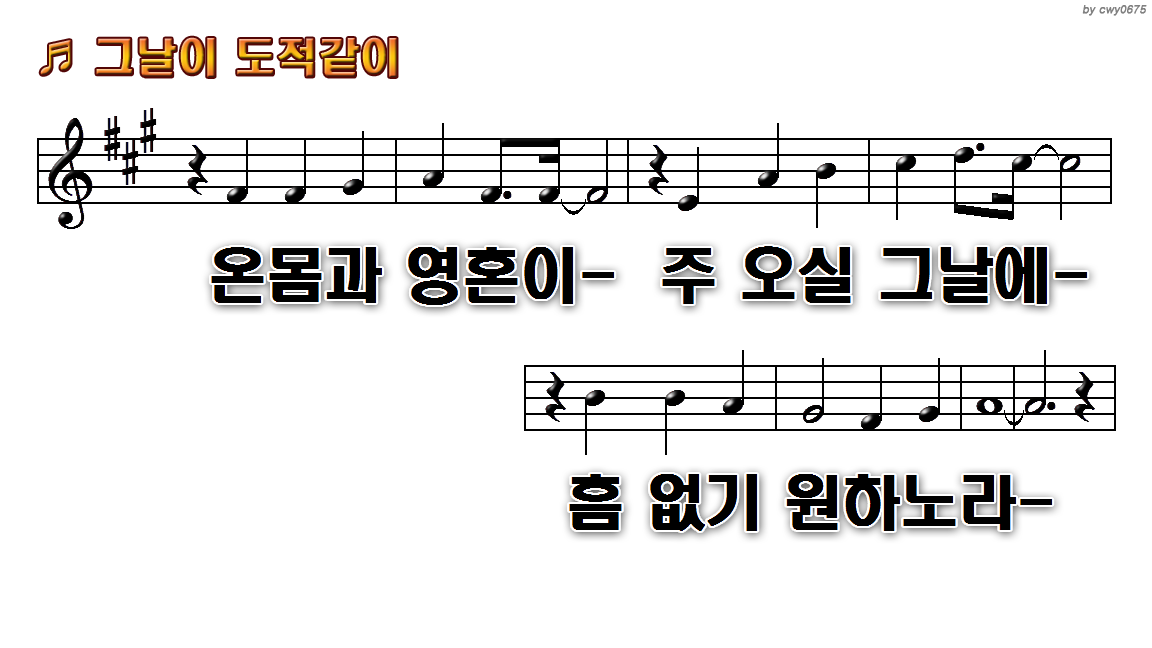 by cwy0675
♬ 그날이 도적같이
온몸과 영혼이- 주 오실 그날에-
흠 없기 원하노라-